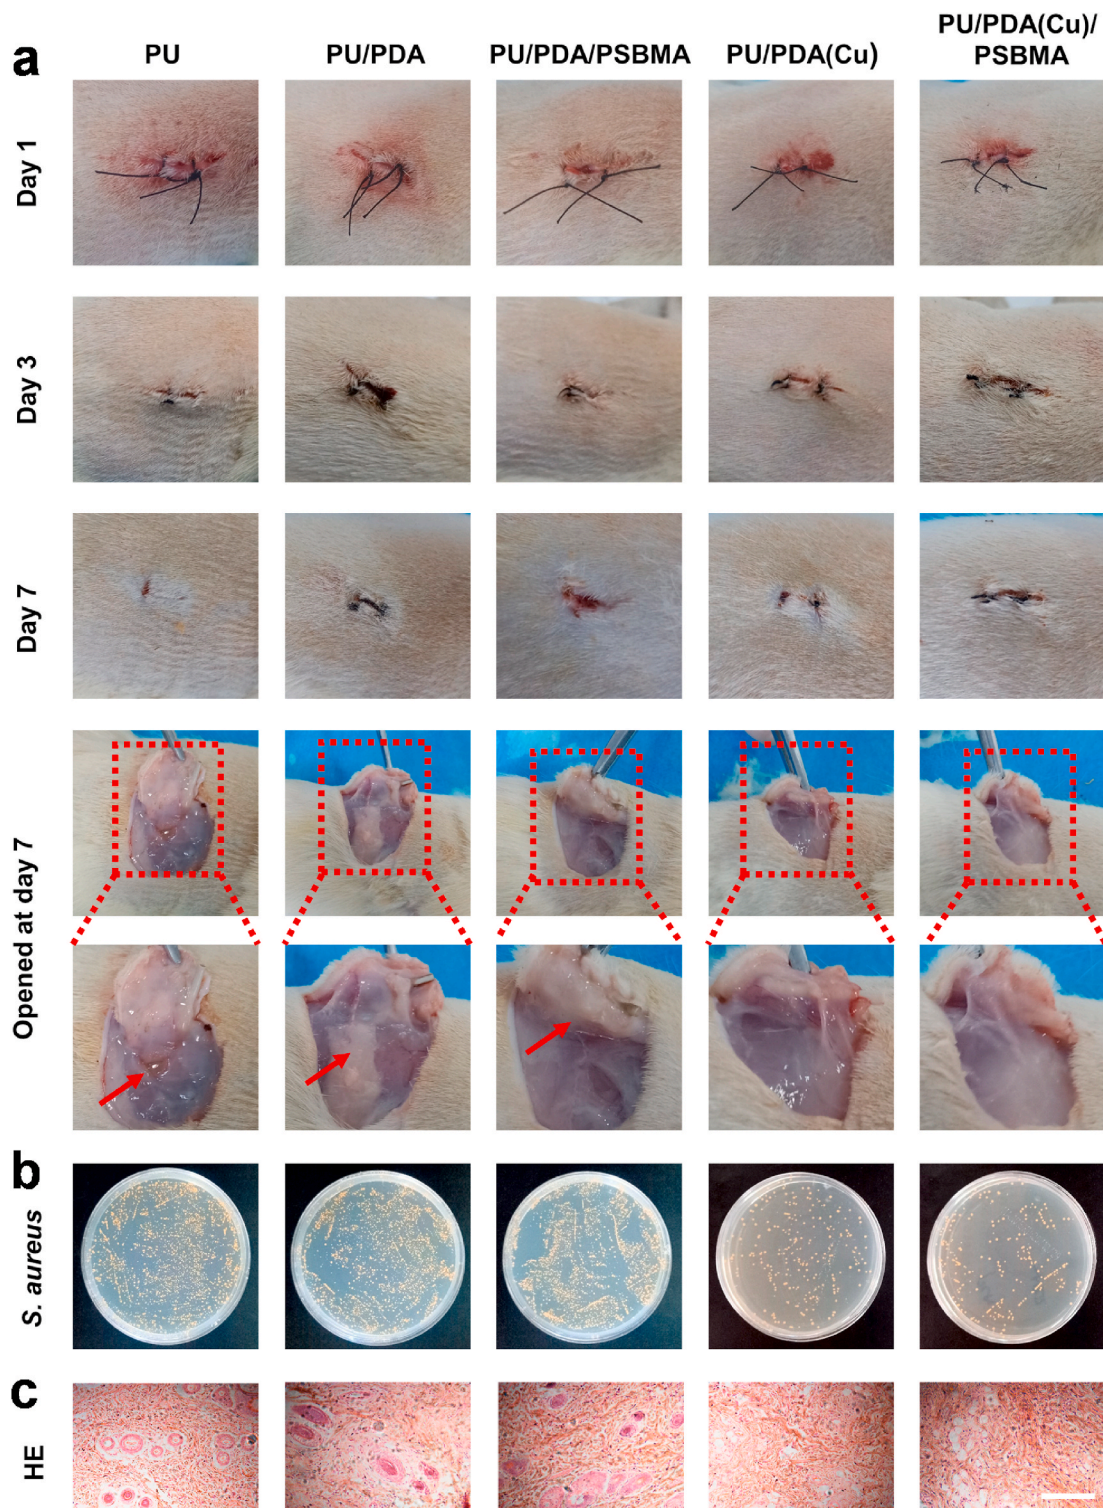 a
PU
PU/PDA
PU/PDA/PSBMA
PU/PDA(Cu)
PU/PDA(Cu)/
PSBMA
Day 1
Day 3
Day 7
Opened at day 7
b
S. aureus
c
HE